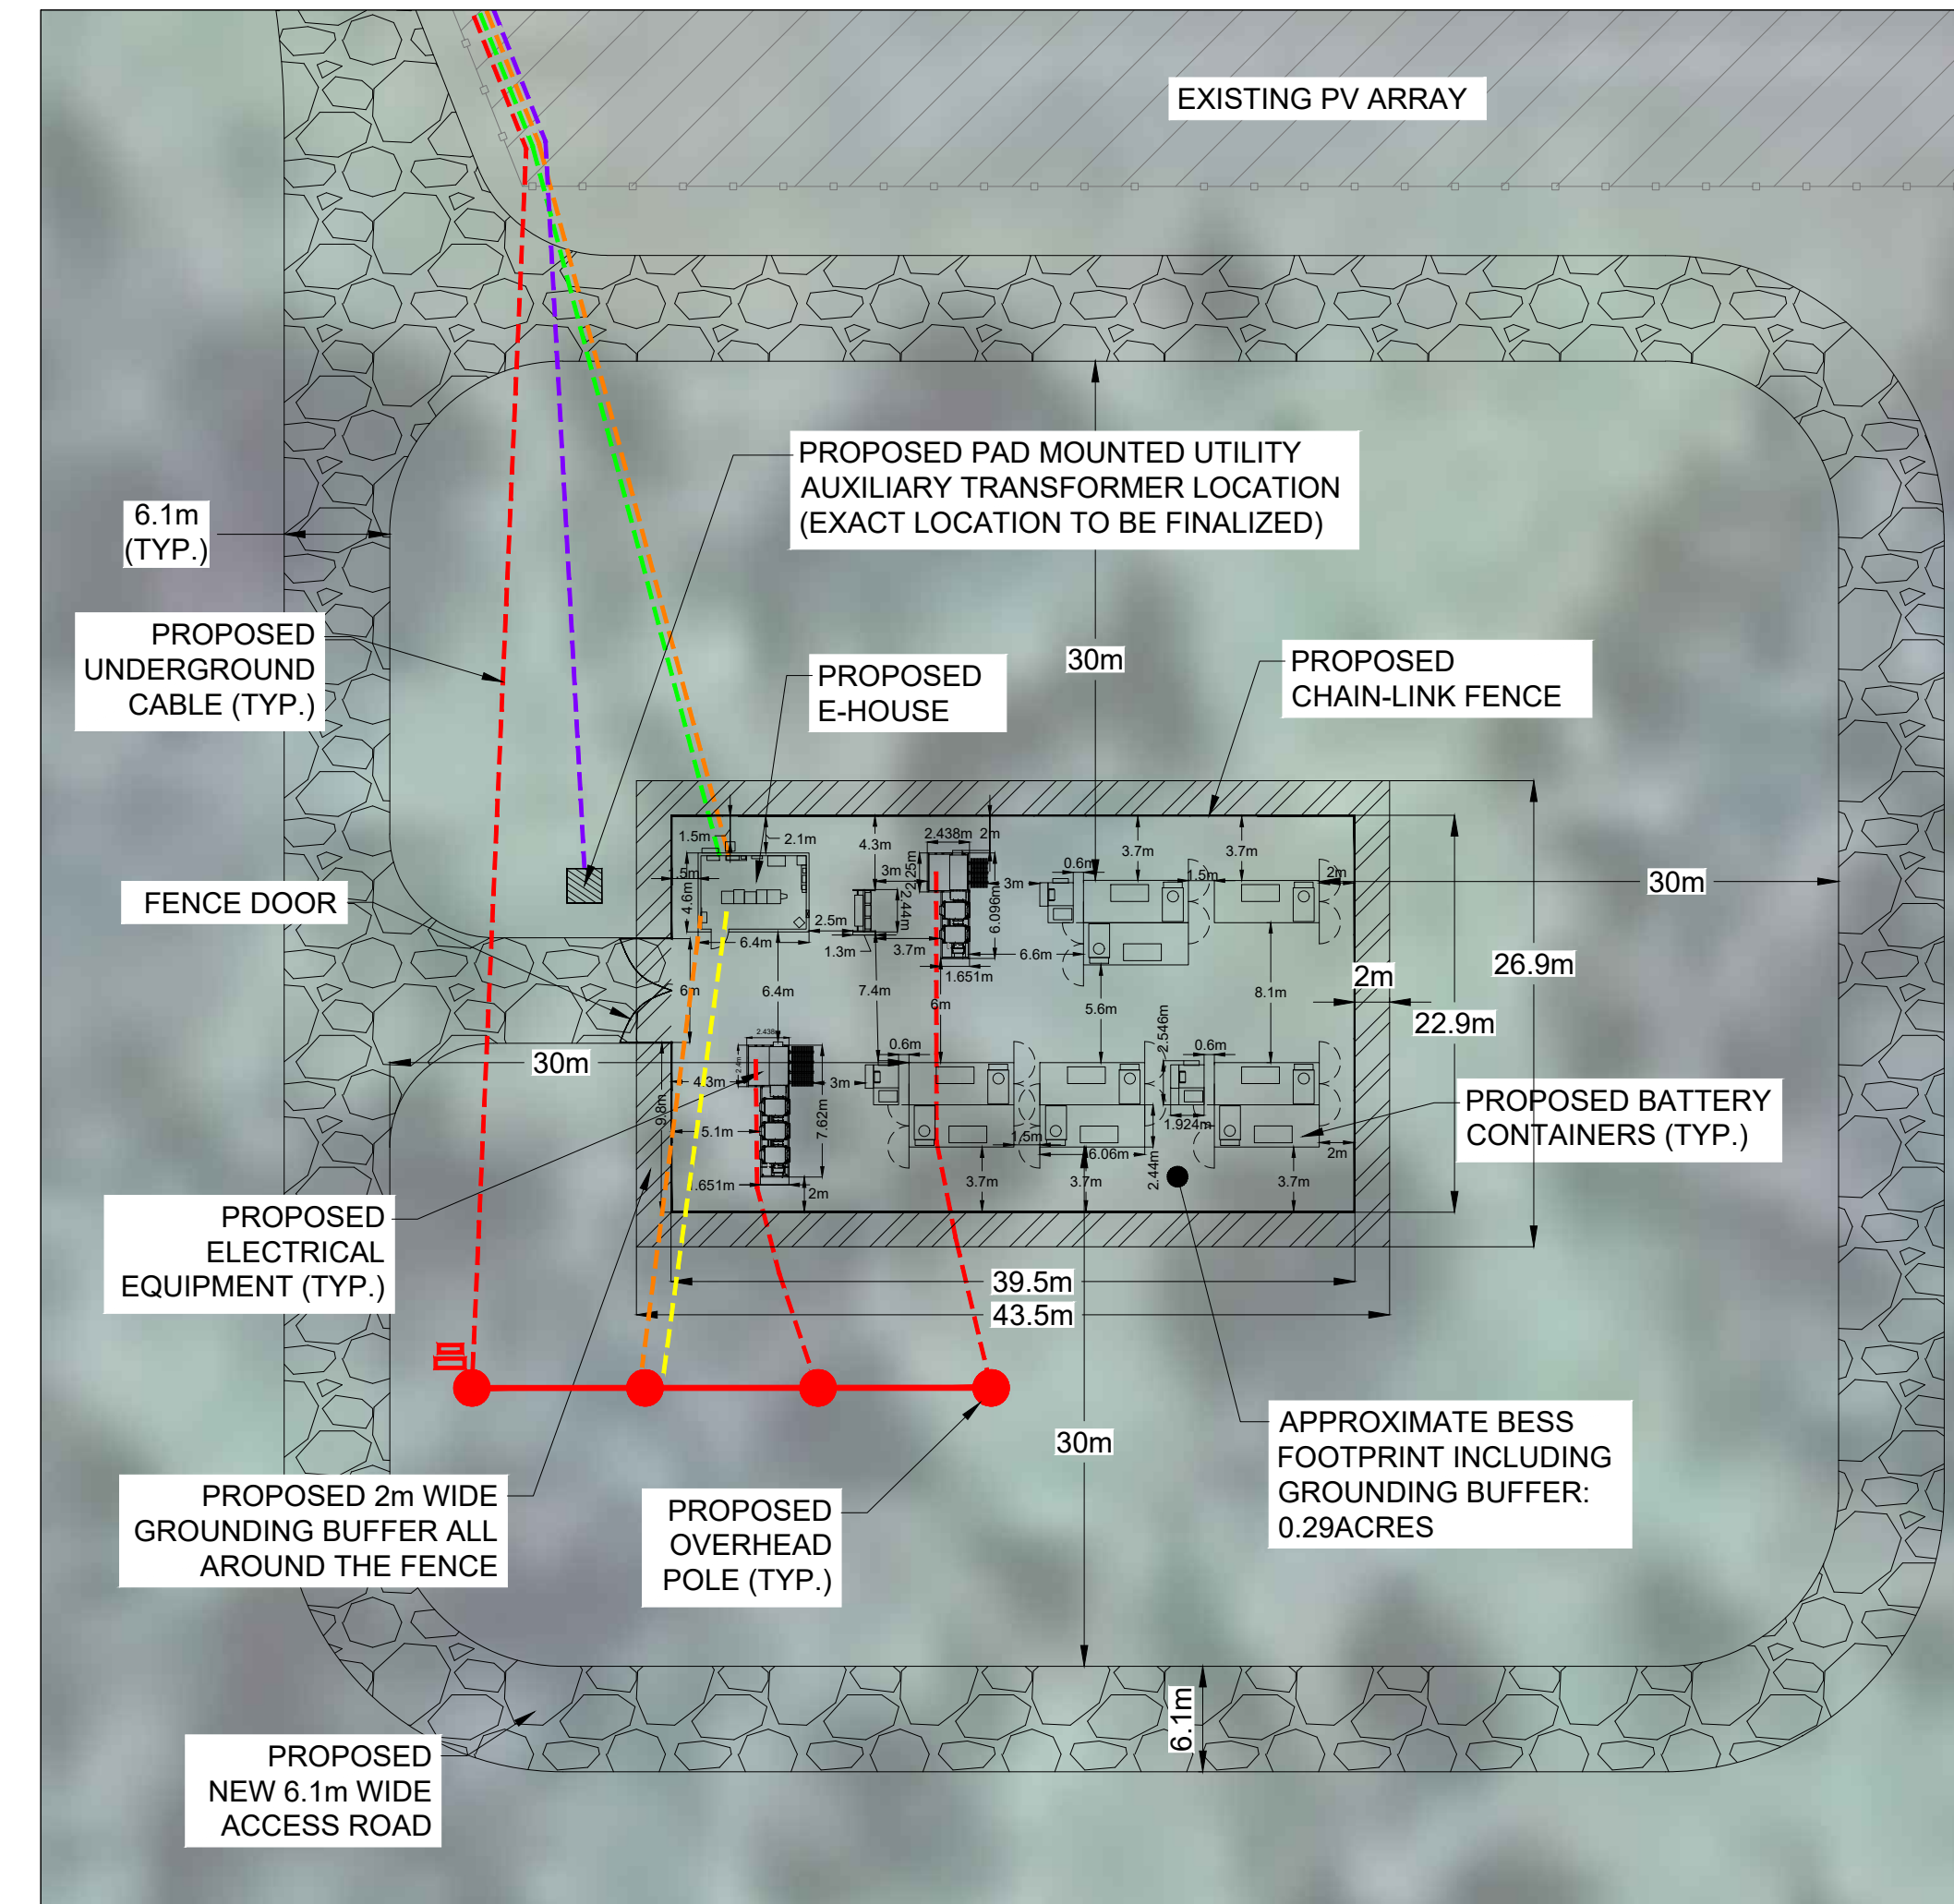 EXISTING PV ARRAY
PROPOSED PAD MOUNTED UTILITY
AUXILIARY TRANSFORMER LOCATION
(EXACT LOCATION TO BE FINALIZED)
6.1m
(TYP.)
PROPOSED
UNDERGROUND
CABLE (TYP.)
PROPOSED
E-HOUSE
30m
PROPOSED
CHAIN-LINK FENCE
FENCE DOOR
1.5m
2.1m
4.3m
2.438m
2m
3.7m
3.7m
.5m
4.6m
3m
2.44m
6.096m
3m
0.6m
1.5m
2m
30m
6.4m
2.5m
1.3m
3.7m
6.6m
1.651m
26.9m
2m
22.9m
6m
6.4m
7.4m
6m
5.6m
8.1m
30m
2.438m
2.4m
4.3m
3m
0.6m
2.546m
0.6m
9.8m
5.1m
7.62m
1.5m
6.06m
2.44m
1.924m
2m
.651m
2m
3.7m
3.7m
3.7m
PROPOSED BATTERY
CONTAINERS (TYP.)
PROPOSED
ELECTRICAL
EQUIPMENT (TYP.)
39.5m
43.5m
30m
APPROXIMATE BESS
FOOTPRINT INCLUDING
GROUNDING BUFFER:
0.29ACRES
PROPOSED 2m WIDE
GROUNDING BUFFER ALL
AROUND THE FENCE
PROPOSED
OVERHEAD
POLE (TYP.)
6.1m
PROPOSED
NEW 6.1m WIDE
ACCESS ROAD